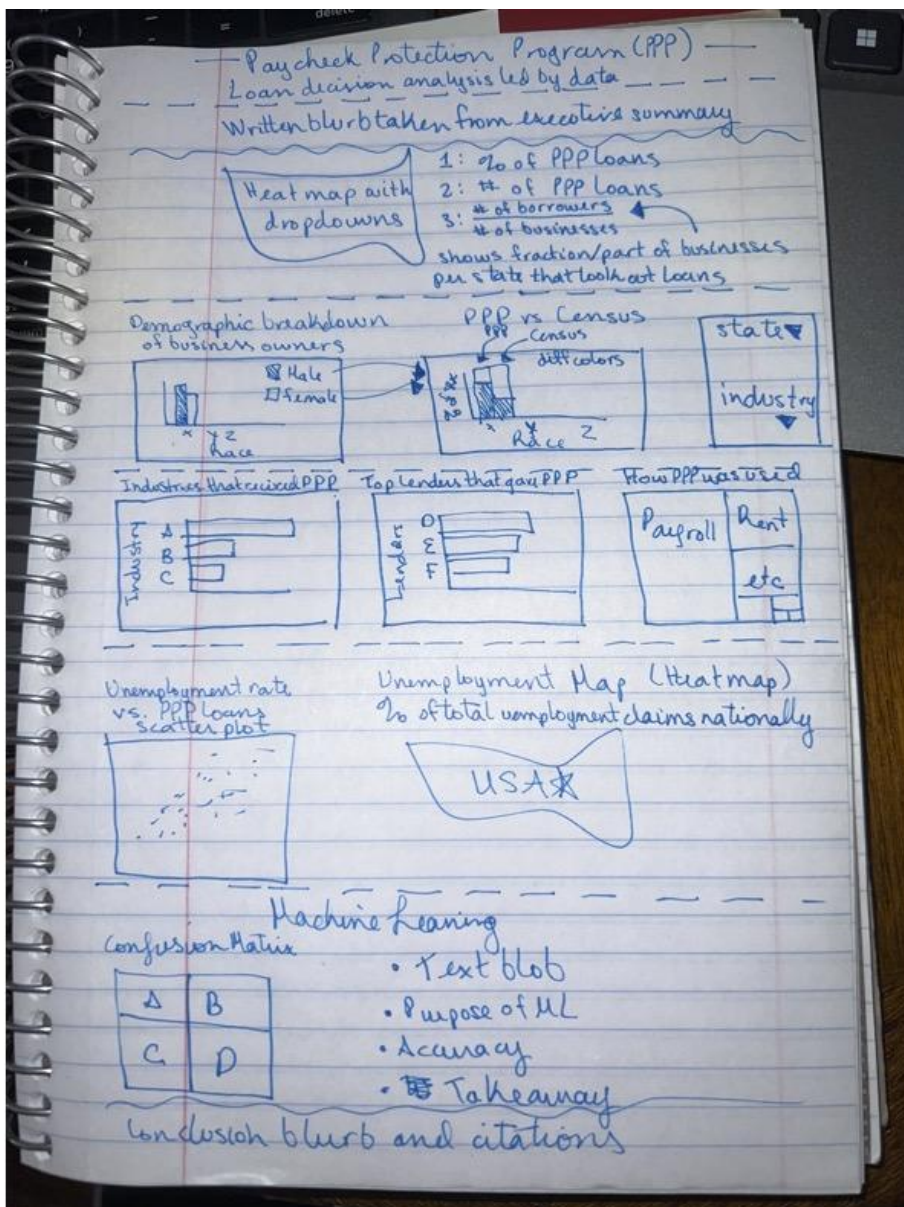 Paycheck Protection Program (PPP)
Loan decision analysis led by data
Written blurb taken from executive summary
Heat map with
dropdowns
1: % of PPP loans
2: # of PPP Loans
3: # of borrowers
# of businesses
shows fraction/part of businesses
per state that took out loans
Demographic breakdown
of business owners
Male
female
x y z
Race
PPP vs Census
PPP
Census
diff colors
x y z
Race
state
industry
Industries that recieved PPP
Industry
A
B
C
Top Lenders that gave PPP
Lenders
D
E
F
How PPP was used
Payroll
Rent
etc
Unemployment rate
vs. PPP Loans
scatter plot
Unemployment Map (Heatmap)
% of total unemployment claims nationally
USA
Machine Leaning
Confusion Matrix
A B
C D
• Text blob
• Purpose of ML
• Accuracy
• Takeaway
Conclusion blurb and citations